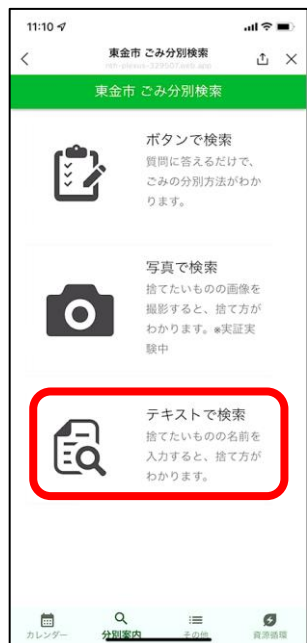 11:10
東金市 ごみ分別検索
東金市 ごみ分別検索
ボタンで検索
質問に答えるだけで、
ごみの分別方法がわか
ります。
写真で検索
捨てたいものの画像を
撮影すると、捨て方が
わかります。※実証実
験中
テキストで検索
捨てたいものの名前を
入力すると、捨て方が
わかります。
カレンダー 分別案内 その他 資源循環